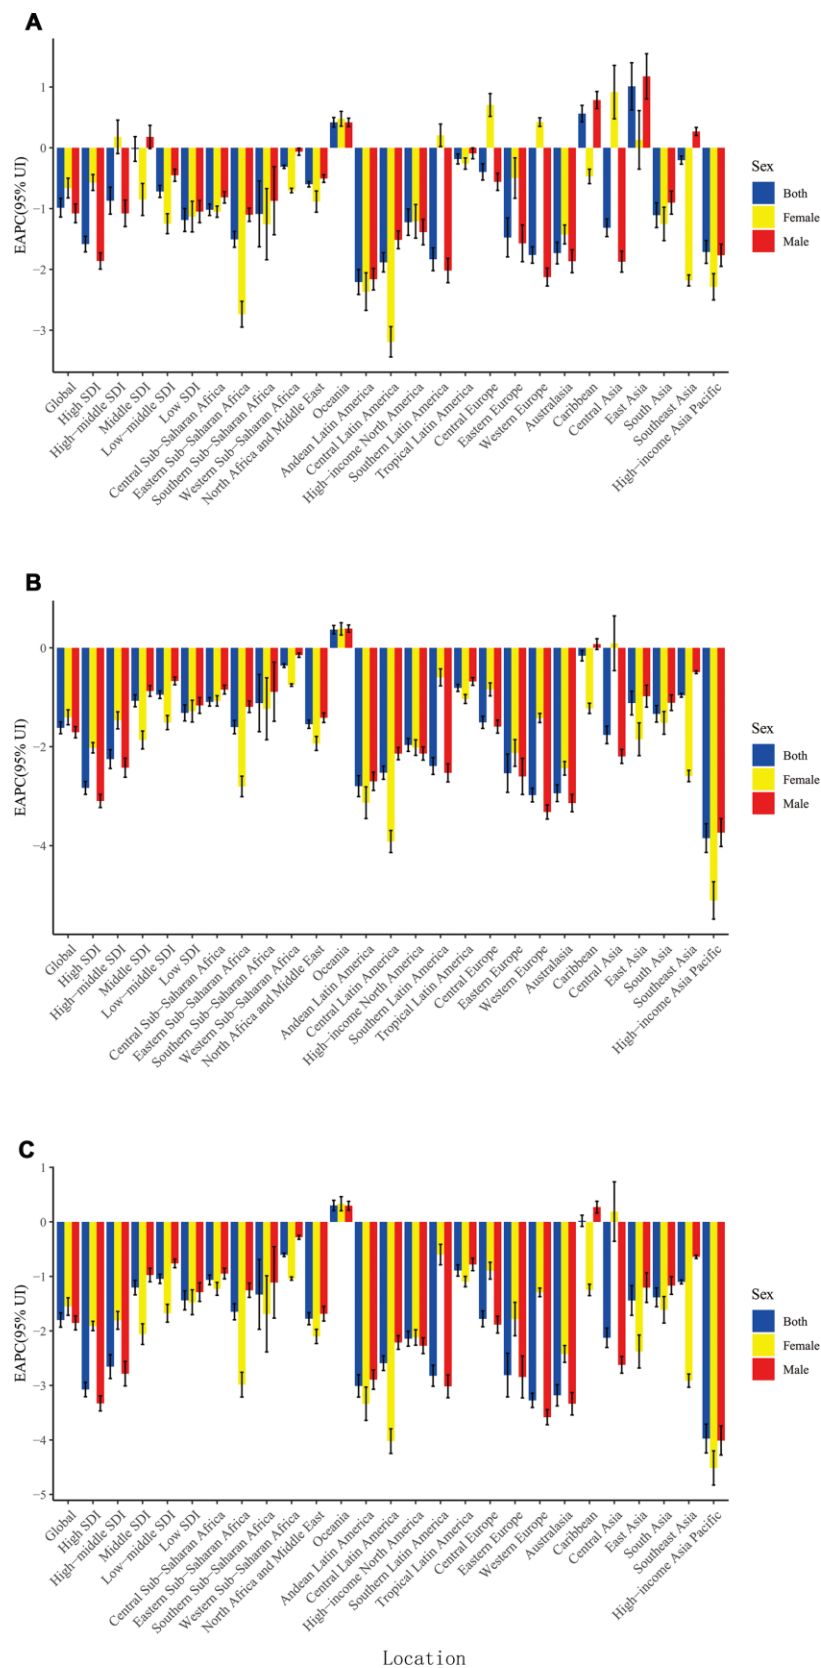 A
EAPC(95% UI)
1
0
−1
−2
−3
Sex
Both
Female
Male
Global
High SDI
High−middle SDI
Middle SDI
Low−middle SDI
Low SDI
Central Sub−Saharan Africa
Eastern Sub−Saharan Africa
Southern Sub−Saharan Africa
Western Sub−Saharan Africa
North Africa and Middle East
Oceania
Andean Latin America
Central Latin America
High−income North America
Southern Latin America
Tropical Latin America
Central Europe
Eastern Europe
Western Europe
Australasia
Caribbean
Central Asia
East Asia
South Asia
Southeast Asia
High−income Asia Pacific
B
EAPC(95% UI)
0
−2
−4
Sex
Both
Female
Male
Global
High SDI
High−middle SDI
Middle SDI
Low−middle SDI
Low SDI
Central Sub−Saharan Africa
Eastern Sub−Saharan Africa
Southern Sub−Saharan Africa
Western Sub−Saharan Africa
North Africa and Middle East
Oceania
Andean Latin America
Central Latin America
High−income North America
Southern Latin America
Tropical Latin America
Central Europe
Eastern Europe
Western Europe
Australasia
Caribbean
Central Asia
East Asia
South Asia
Southeast Asia
High−income Asia Pacific
C
EAPC(95% UI)
1
0
−1
−2
−3
−4
−5
Sex
Both
Female
Male
Global
High SDI
High−middle SDI
Middle SDI
Low−middle SDI
Low SDI
Central Sub−Saharan Africa
Eastern Sub−Saharan Africa
Southern Sub−Saharan Africa
Western Sub−Saharan Africa
North Africa and Middle East
Oceania
Andean Latin America
Central Latin America
High−income North America
Southern Latin America
Tropical Latin America
Central Europe
Eastern Europe
Western Europe
Australasia
Caribbean
Central Asia
East Asia
South Asia
Southeast Asia
High−income Asia Pacific
Location